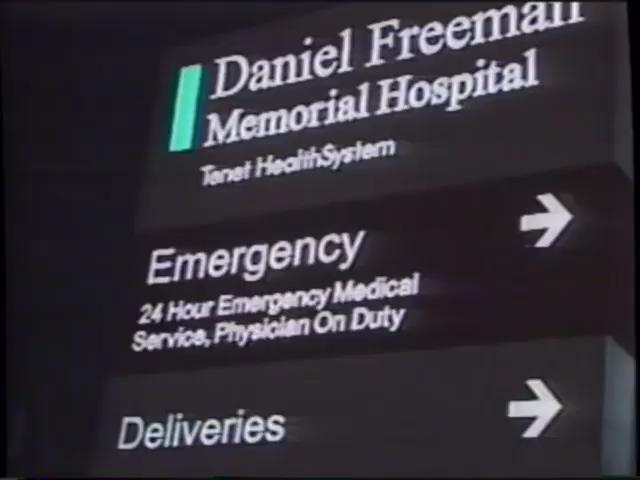 Daniel Freeman
Memorial Hospital
Tenet HealthSystem
Emergency
24 Hour Emergency Medical
Service, Physician On Duty
Deliveries